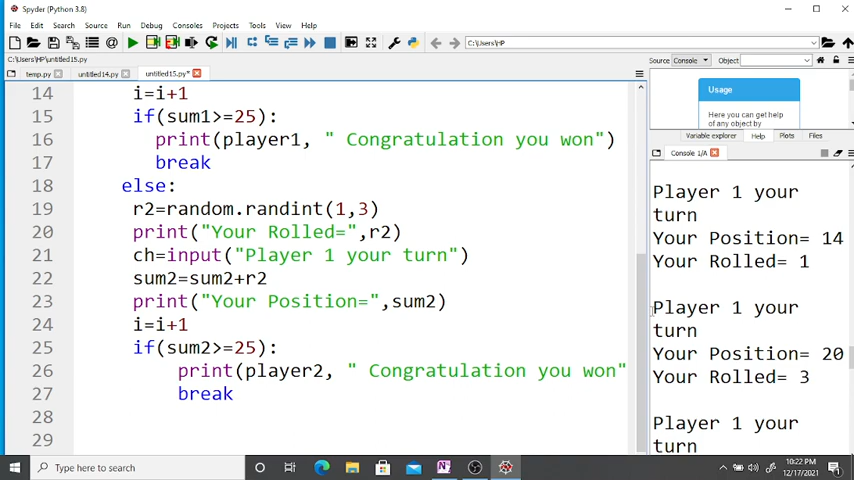 Spyder (Python 3.8)
File Edit Search Source Run Debug Consoles Projects Tools View Help
C:\Users\HP
C:\Users\HP\untitled15.py
Source Console Object
temp.py untitled14.py untitled15.py*
Usage
Here you can get help
of any object by
Variable explorer Help Plots Files
Console 1/A
14 i=i+1
15 if(sum1>=25):
16 print(player1, " Congratulation you won")
17 break
18 else:
19 r2=random.randint(1,3)
20 print("Your Rolled=",r2)
21 ch=input("Player 1 your turn")
22 sum2=sum2+r2
23 print("Your Position=",sum2)
24 i=i+1
25 if(sum2>=25):
26 print(player2, " Congratulation you won"
27 break
28
29
Player 1 your
turn
Your Position= 14
Your Rolled= 1
Player 1 your
turn
Your Position= 20
Your Rolled= 3
Player 1 your
turn
Type here to search
10:22 PM
12/17/2021